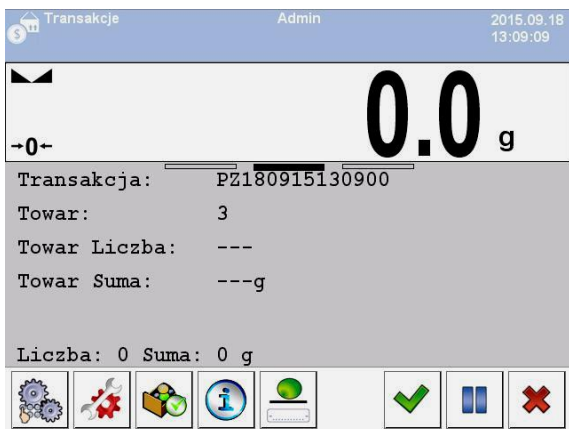 Transakcje Admin 2015.09.18
13:09:09
0.0 g
→0←
Transakcja: PZ180915130900
Towar: 3
Towar Liczba: ---
Towar Suma: ---g
Liczba: 0 Suma: 0 g